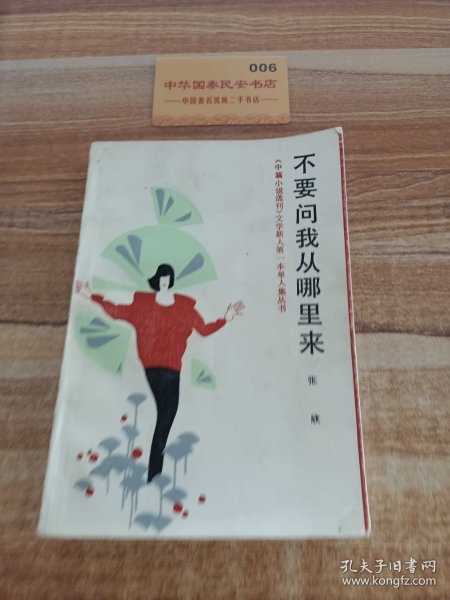 006
中华国泰民安书店
中国著名优质二手书店
不要问我从哪里来
《中篇小说选刊》文学新人第一本单人集丛书
张欣
孔夫子旧书网
www.kongfz.com